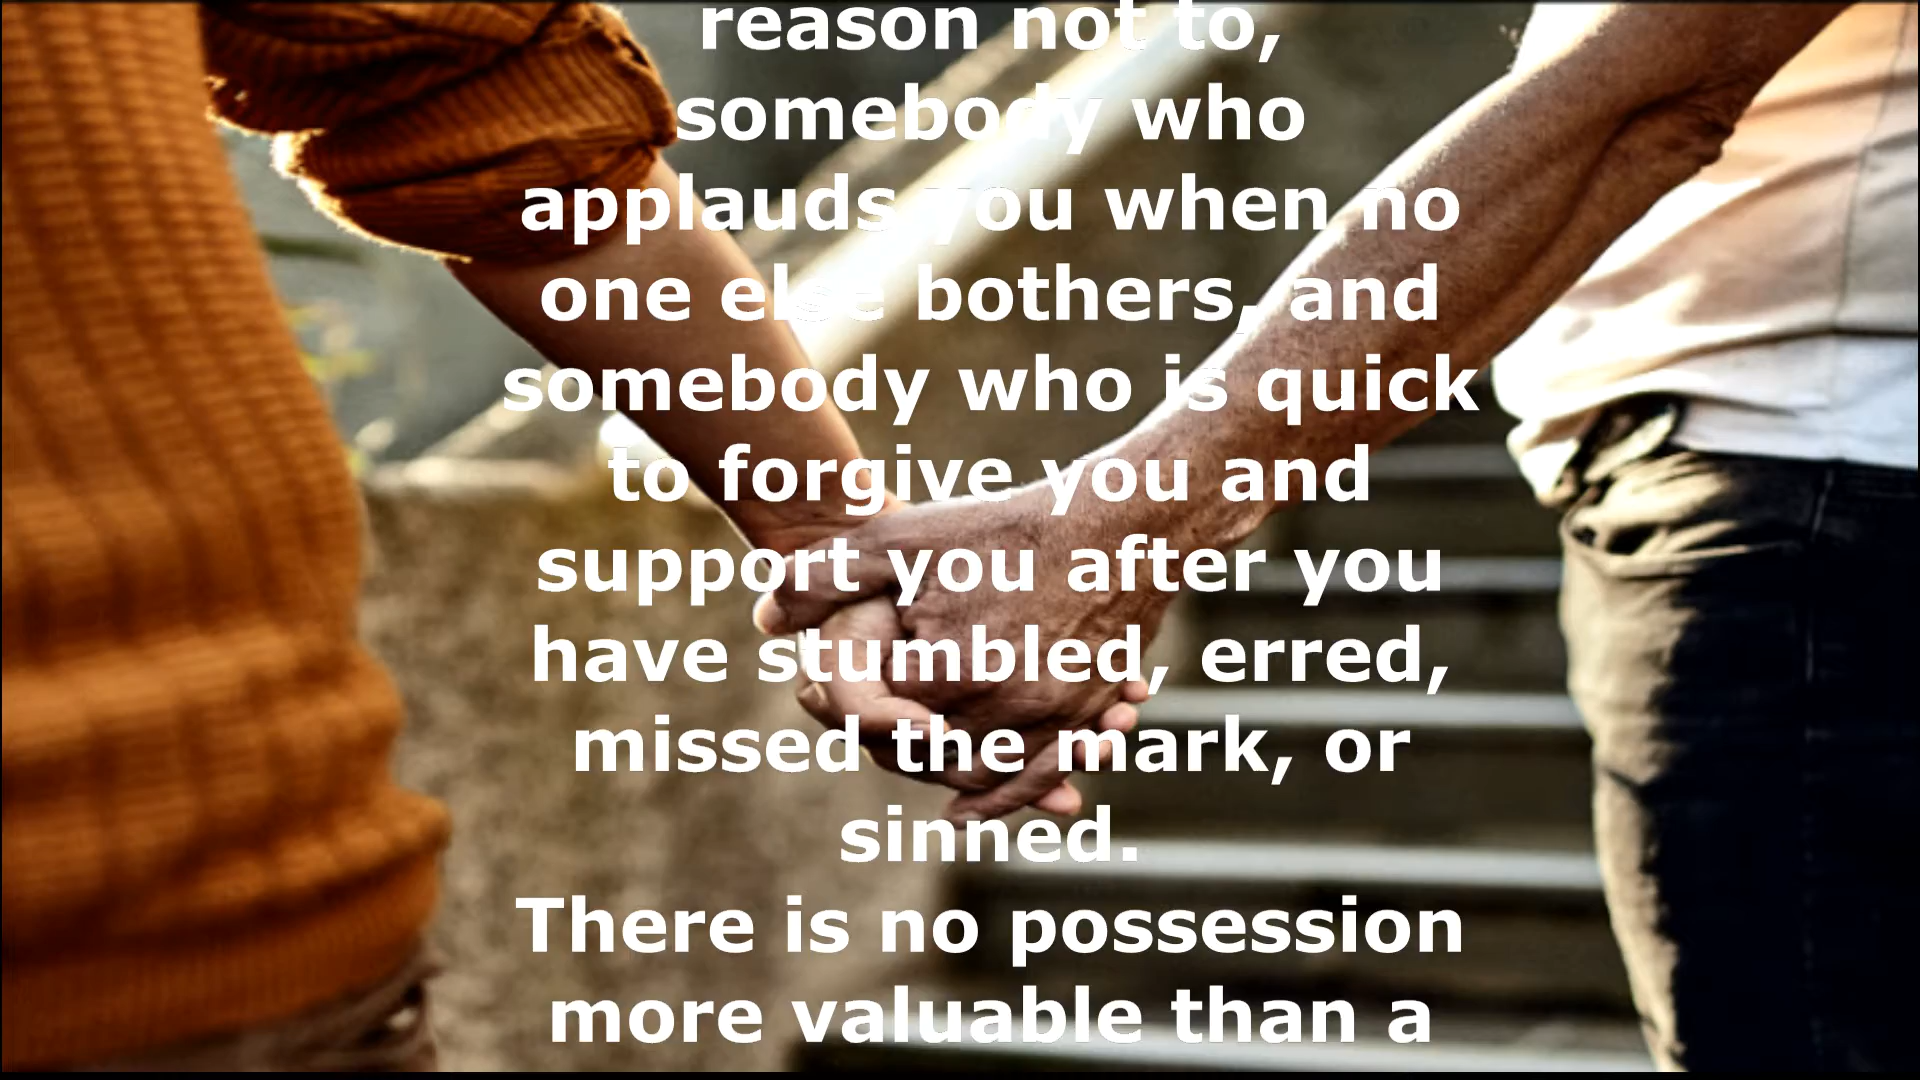 reason not to,
somebody who
applauds you when no
one else bothers, and
somebody who is quick
to forgive you and
support you after you
have stumbled, erred,
missed the mark, or
sinned.
There is no possession
more valuable than a